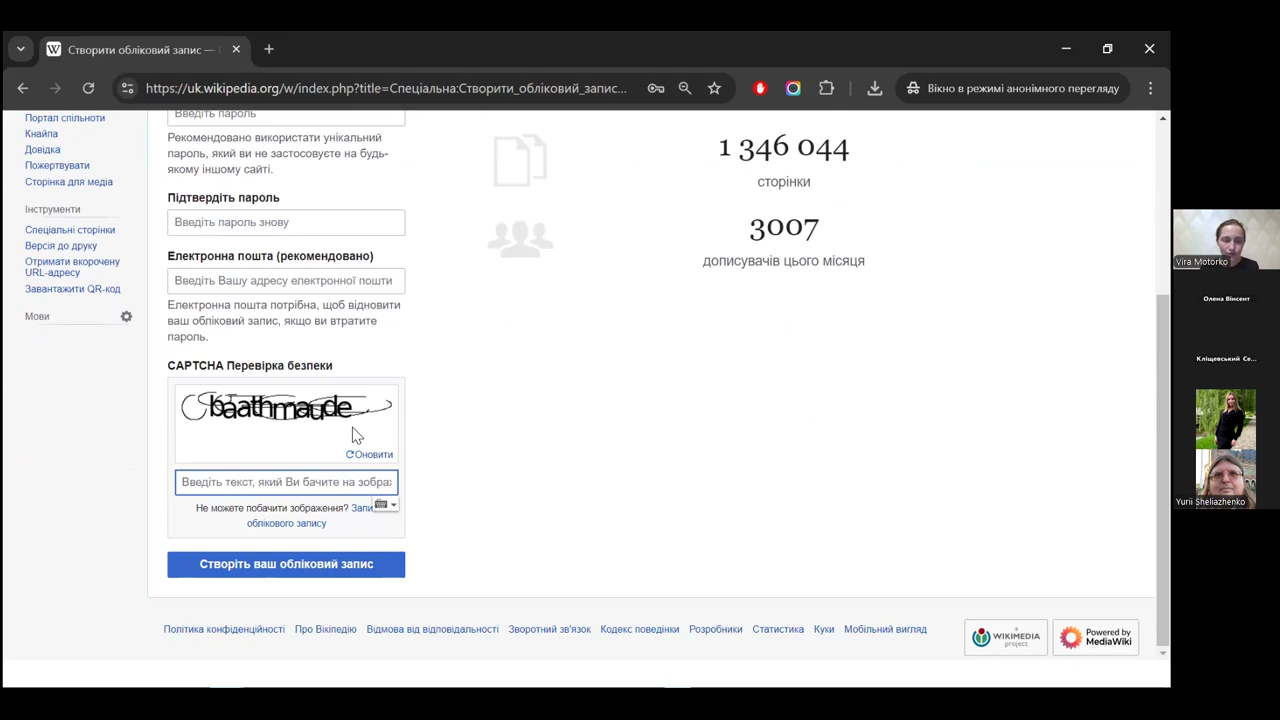 Створити обліковий запис —
https://uk.wikipedia.org/w/index.php?title=Спеціальна:Створити_обліковий_запис...
Вікно в режимі анонімного перегляду
Портал спільноти
Кнайпа
Довідка
Пожертвувати
Сторінка для медіа
Інструменти
Спеціальні сторінки
Версія до друку
Отримати вкорочену
URL-адресу
Завантажити QR-код
Мови
Введіть пароль
Рекомендовано використати унікальний
пароль, який ви не застосовуєте на будь-
якому іншому сайті.
Підтвердіть пароль
Введіть пароль знову
Електронна пошта (рекомендовано)
Введіть Вашу адресу електронної пошти
Електронна пошта потрібна, щоб відновити
ваш обліковий запис, якщо ви втратите
пароль.
CAPTCHA Перевірка безпеки
baathmaude
Оновити
Введіть текст, який Ви бачите на зобра
Не можете побачити зображення? Запи
облікового запису
Створіть ваш обліковий запис
1 346 044
сторінки
3007
дописувачів цього місяця
Політика конфіденційності Про Вікіпедію Відмова від відповідальності Зворотний зв'язок Кодекс поведінки Розробники Статистика Куки Мобільний вигляд
a
WIKIMEDIA
project
Powered by
MediaWiki
Vira Motorko
Олена Вінсент
Кліщевський Се...
Yurii Sheliazhenko